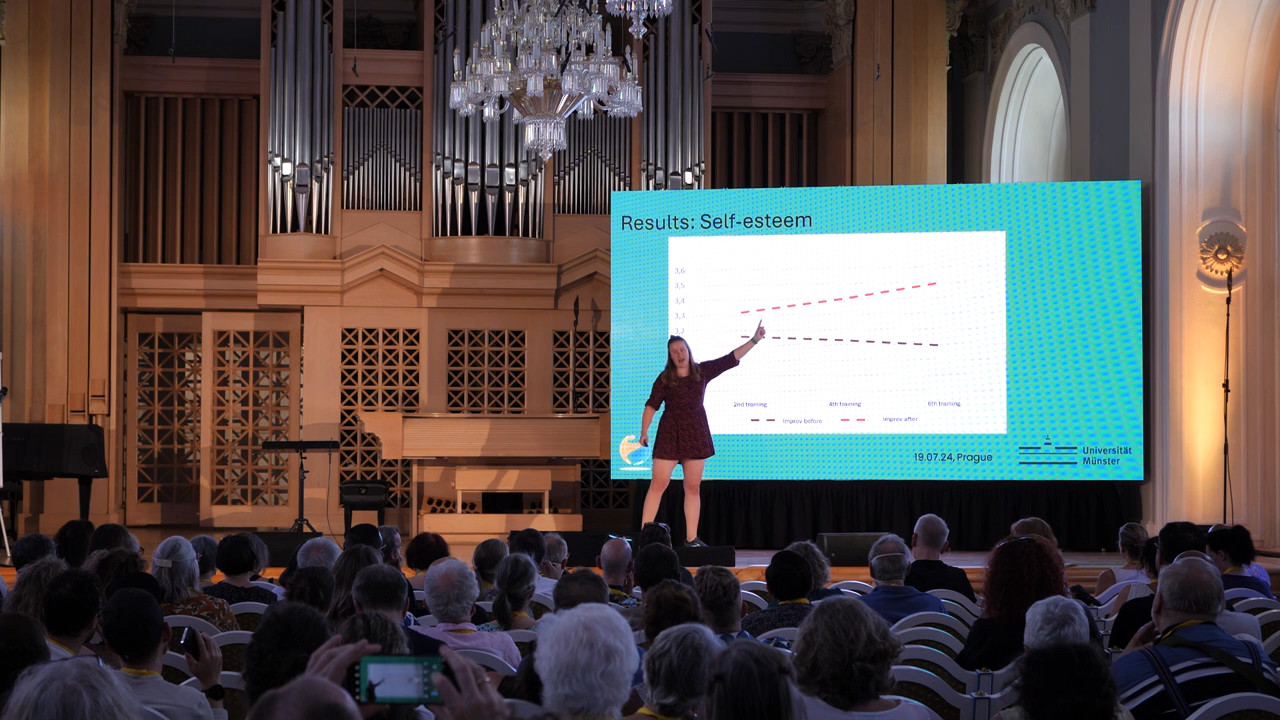 Results: Self-esteem
3,6
3,5
3,4
3,3
3,2
2nd training
4th training
6th training
Improv before
Improv after
19.07.24, Prague
Universität
Münster